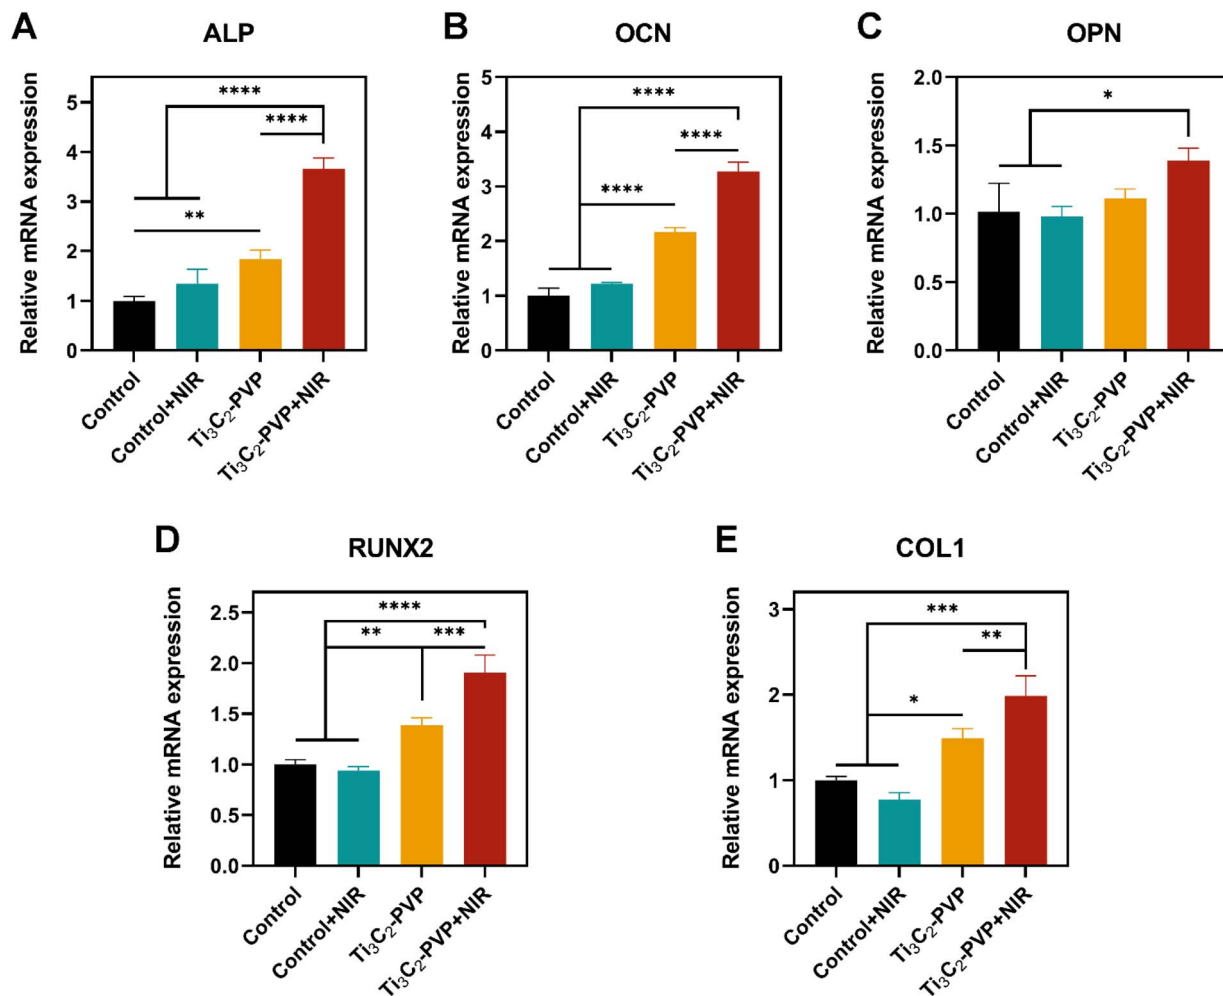 A
ALP
Relative mRNA expression
5
4
3
2
1
0
****
****
**
Control
Control+NIR
Ti₃C₂-PVP
Ti₃C₂-PVP+NIR
B
OCN
Relative mRNA expression
5
4
3
2
1
0
****
****
****
Control
Control+NIR
Ti₃C₂-PVP
Ti₃C₂-PVP+NIR
C
OPN
Relative mRNA expression
2.0
1.5
1.0
0.5
0.0
*
Control
Control+NIR
Ti₃C₂-PVP
Ti₃C₂-PVP+NIR
D
RUNX2
Relative mRNA expression
2.5
2.0
1.5
1.0
0.5
0.0
****
** ***
Control
Control+NIR
Ti₃C₂-PVP
Ti₃C₂-PVP+NIR
E
COL1
Relative mRNA expression
3
2
1
0
***
**
*
Control
Control+NIR
Ti₃C₂-PVP
Ti₃C₂-PVP+NIR